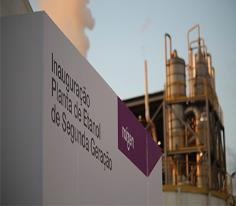 Inauguração
Planta de Etanol
de Segunda Geração
raízen